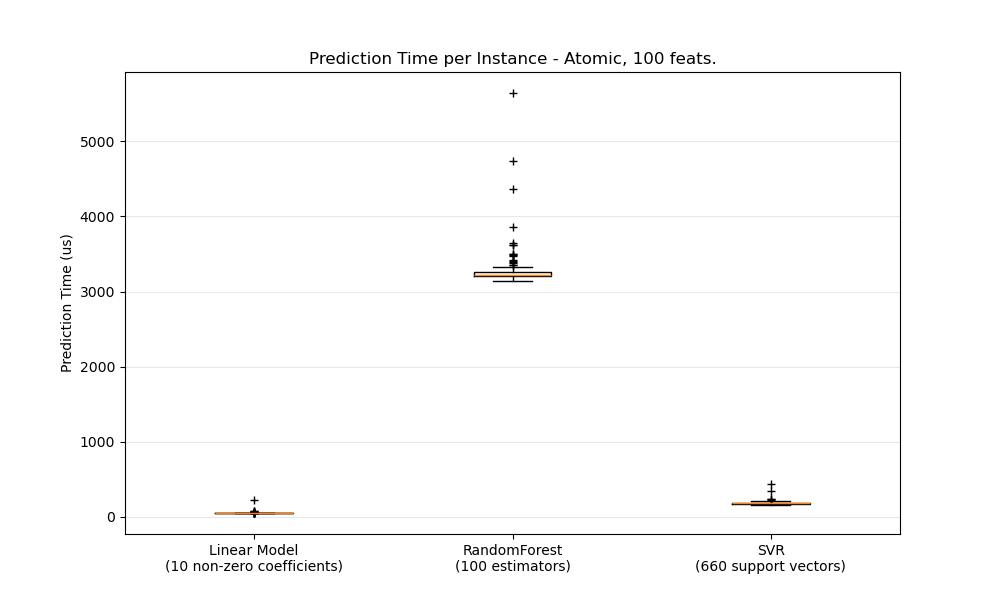 Prediction Time per Instance - Atomic, 100 feats.
Prediction Time (us)
5000
4000
3000
2000
1000
0
Linear Model
(10 non-zero coefficients)
RandomForest
(100 estimators)
SVR
(660 support vectors)